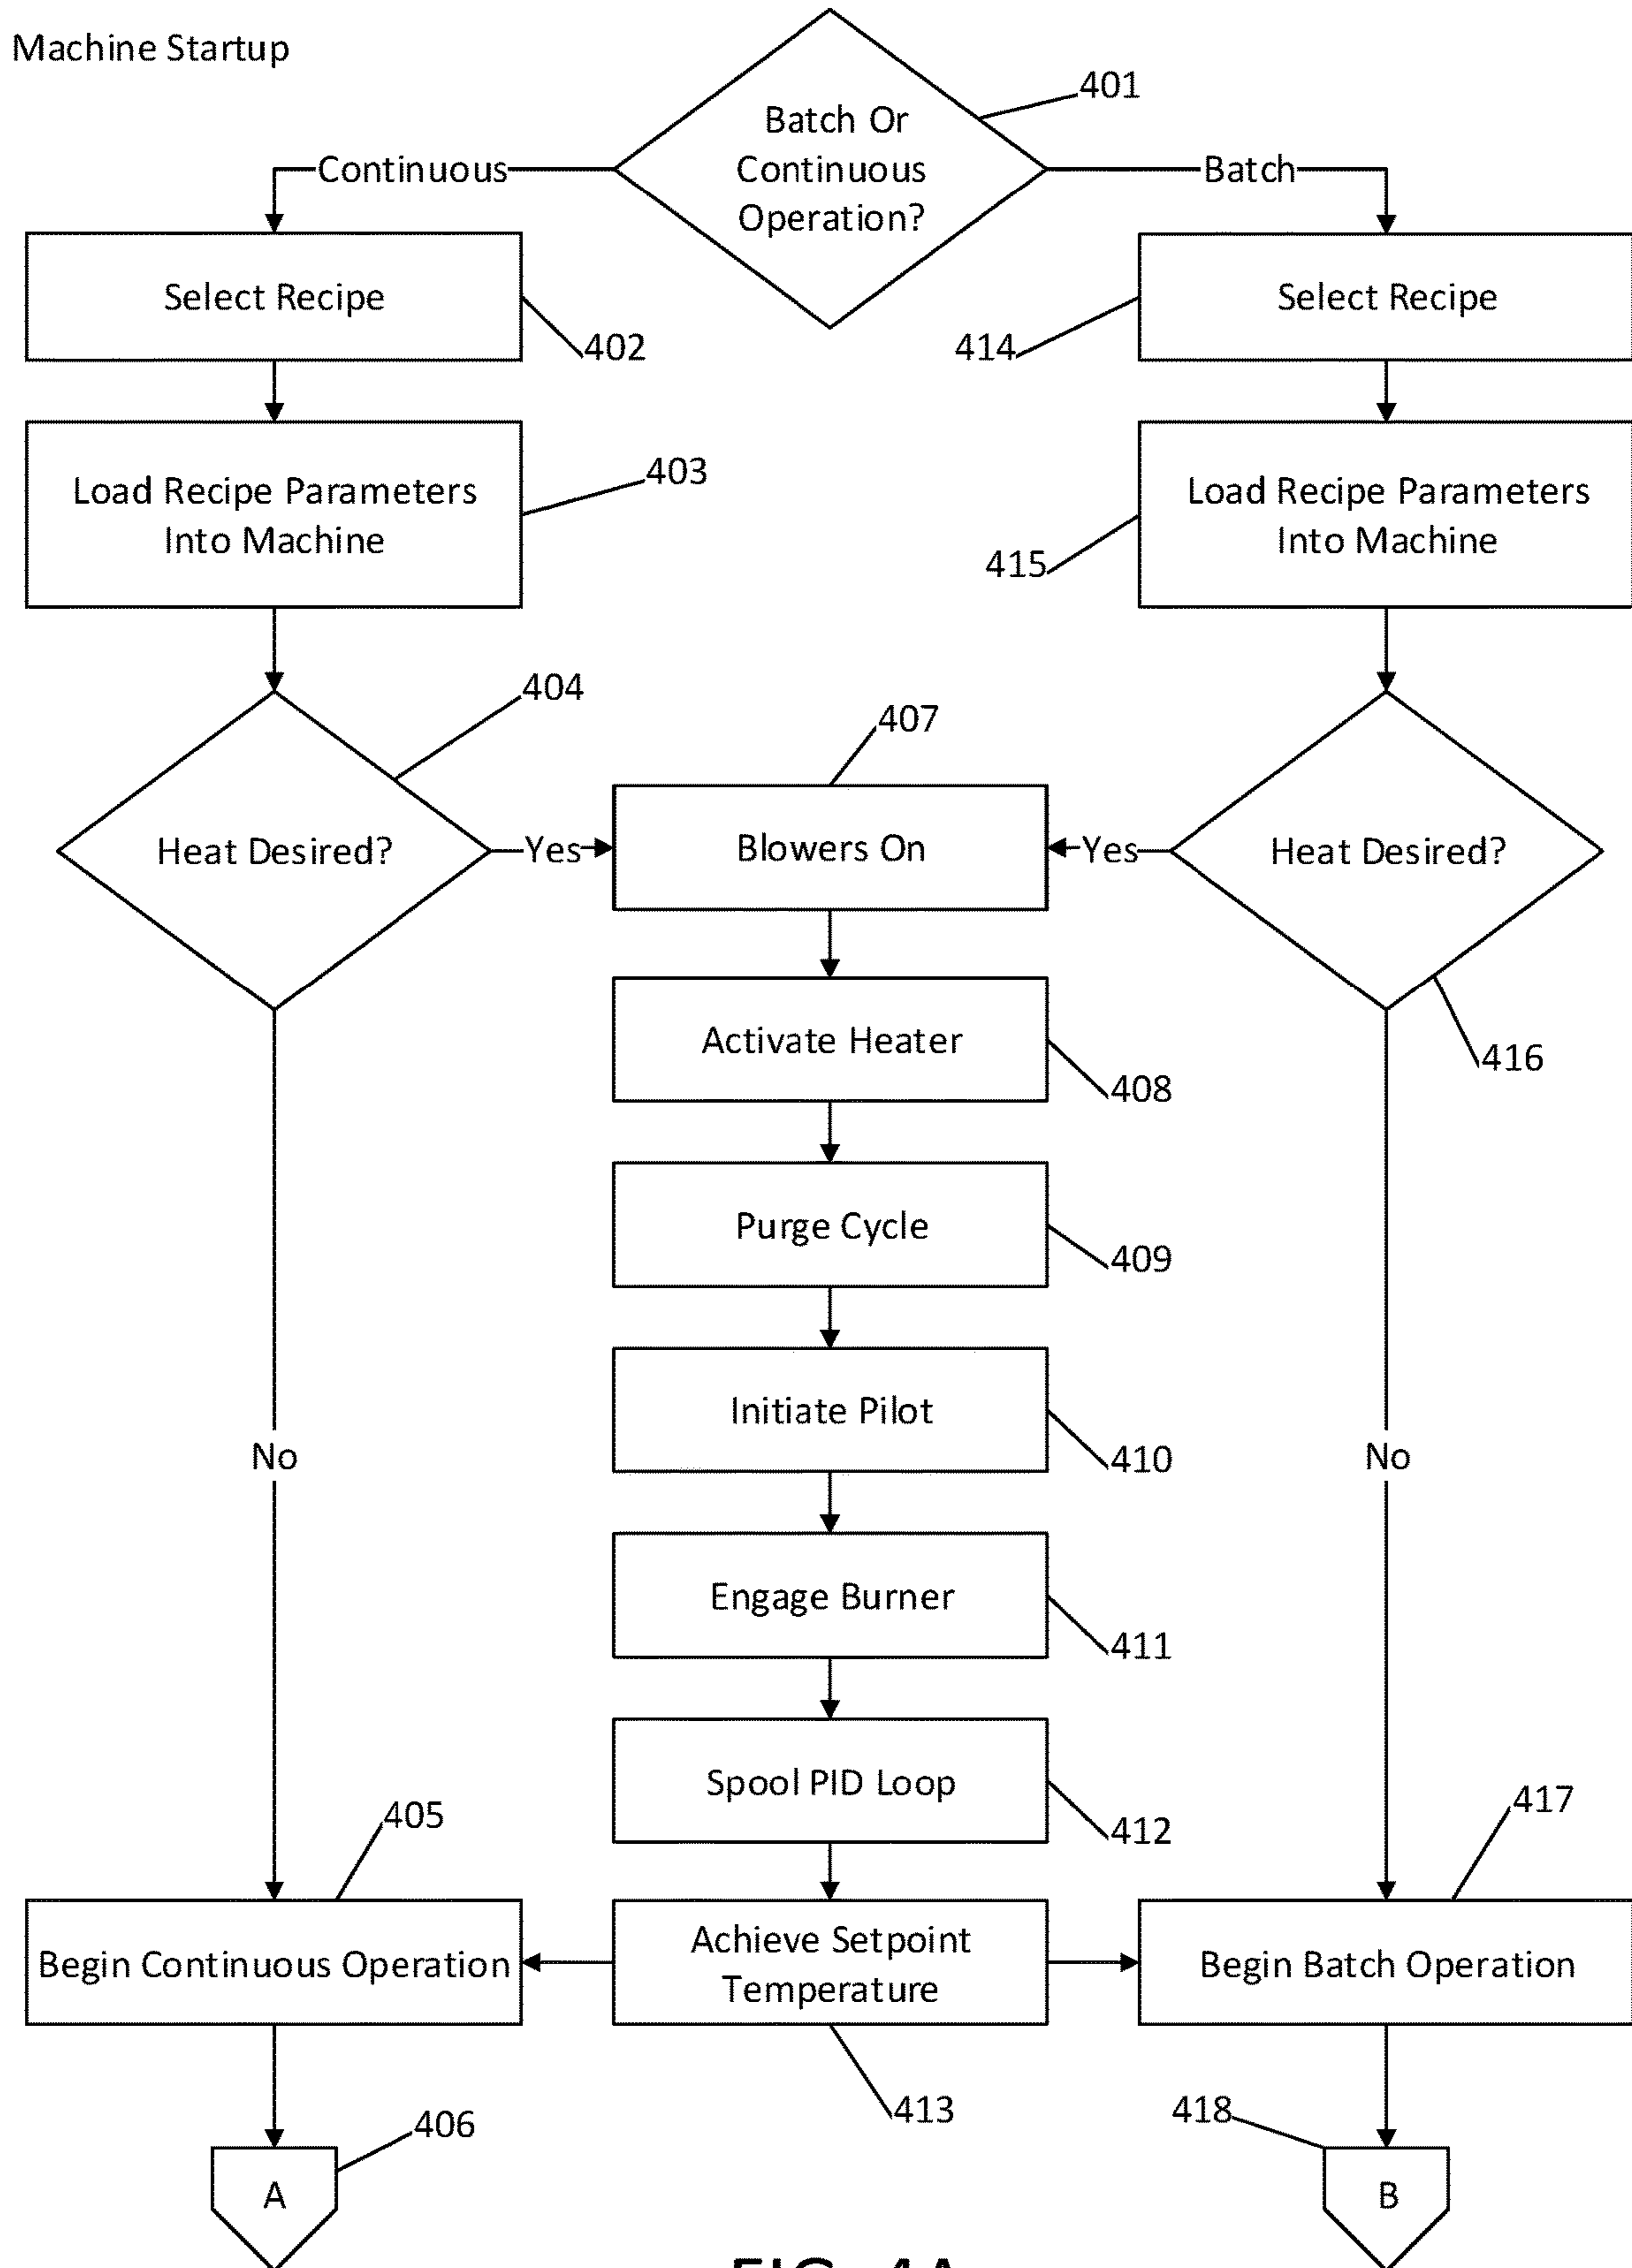 Machine Startup
401
Batch Or
Continuous
Operation?
Continuous
Batch
Select Recipe
402
414
Select Recipe
Load Recipe Parameters
Into Machine
403
Load Recipe Parameters
Into Machine
415
404
407
Heat Desired?
Yes
Blowers On
Yes
Heat Desired?
416
Activate Heater
408
Purge Cycle
409
Initiate Pilot
410
No
No
Engage Burner
411
Spool PID Loop
412
405
417
Begin Continuous Operation
Achieve Setpoint
Temperature
Begin Batch Operation
413
406
418
A
B
FIG. 4A